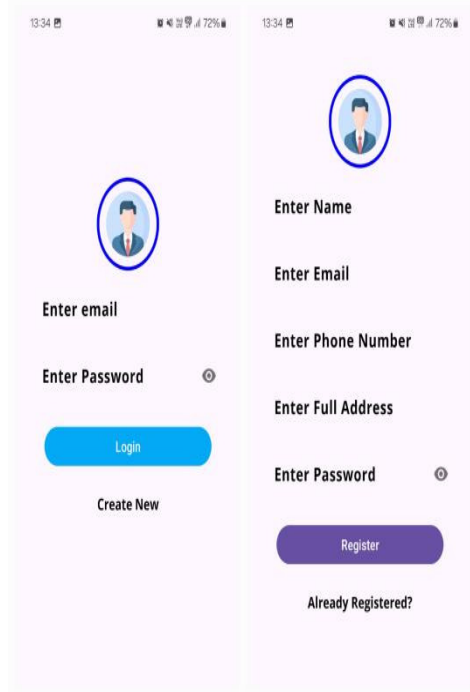 13:34
72%
Enter email
Enter Password
Login
Create New
13:34
72%
Enter Name
Enter Email
Enter Phone Number
Enter Full Address
Enter Password
Register
Already Registered?